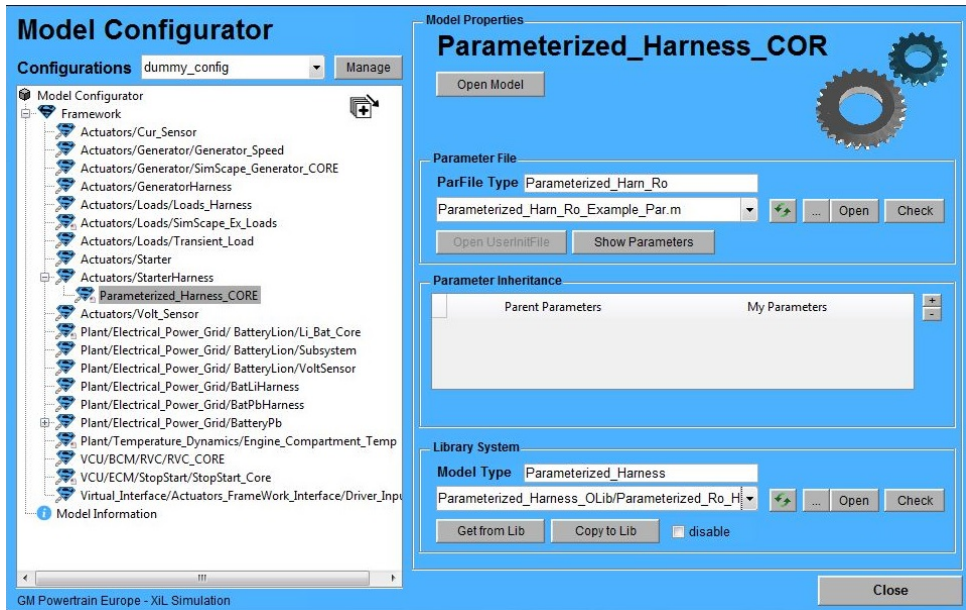 Model Configurator
Configurations dummy_config Manage
Model Configurator
Framework
Actuators/Cur_Sensor
Actuators/Generator/Generator_Speed
Actuators/Generator/SimScape_Generator_CORE
Actuators/GeneratorHarness
Actuators/Loads/Loads_Harness
Actuators/Loads/SimScape_Ex_Loads
Actuators/Loads/Transient_Load
Actuators/Starter
Actuators/StarterHarness
Parameterized_Harness_CORE
Actuators/Volt_Sensor
Plant/Electrical_Power_Grid/ BatteryLion/Li_Bat_Core
Plant/Electrical_Power_Grid/ BatteryLion/Subsystem
Plant/Electrical_Power_Grid/ BatteryLion/VoltSensor
Plant/Electrical_Power_Grid/BatLiHarness
Plant/Electrical_Power_Grid/BatPbHarness
Plant/Electrical_Power_Grid/BatteryPb
Plant/Temperature_Dynamics/Engine_Compartment_Temp
VCU/BCM/RVC/RVC_CORE
VCU/ECM/StopStart/StopStart_Core
Virtual_Interface/Actuators_FrameWork_Interface/Driver_Inpu
Model Information
GM Powertrain Europe - XiL Simulation
Model Properties
Parameterized_Harness_COR
Open Model
Parameter File
ParFile Type Parameterized_Harn_Ro
Parameterized_Harn_Ro_Example_Par.m ... Open Check
Open UserInitFile Show Parameters
Parameter Inheritance
Parent Parameters My Parameters + -
Library System
Model Type Parameterized_Harness
Parameterized_Harness_OLib/Parameterized_Ro_H ... Open Check
Get from Lib Copy to Lib disable
Close